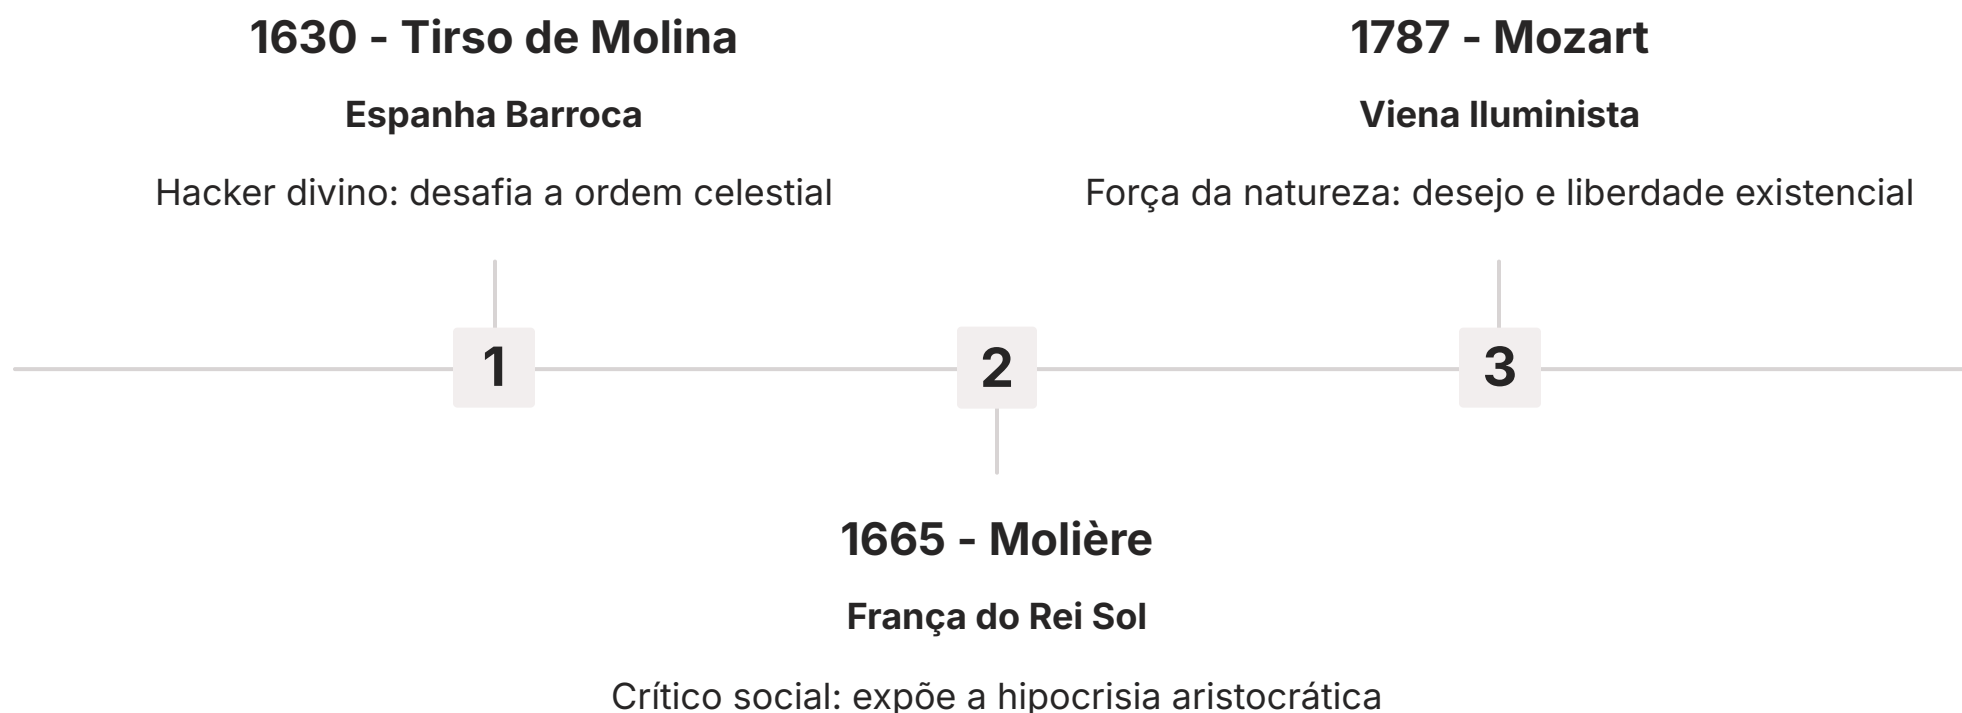 1630 - Tirso de Molina
Espanha Barroca
Hacker divino: desafia a ordem celestial
1787 - Mozart
Viena Iluminista
Força da natureza: desejo e liberdade existencial
1
2
3
1665 - Molière
França do Rei Sol
Crítico social: expõe a hipocrisia aristocrática